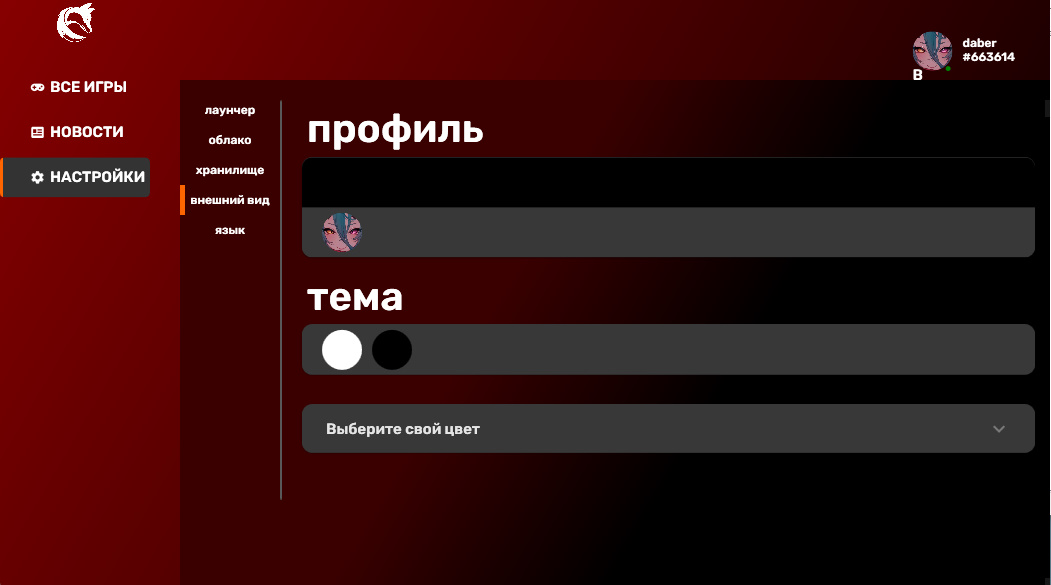 daber
#663614
B
ВСЕ ИГРЫ
НОВОСТИ
НАСТРОЙКИ
лаунчер
облако
хранилище
внешний вид
язык
профиль
тема
Выберите свой цвет